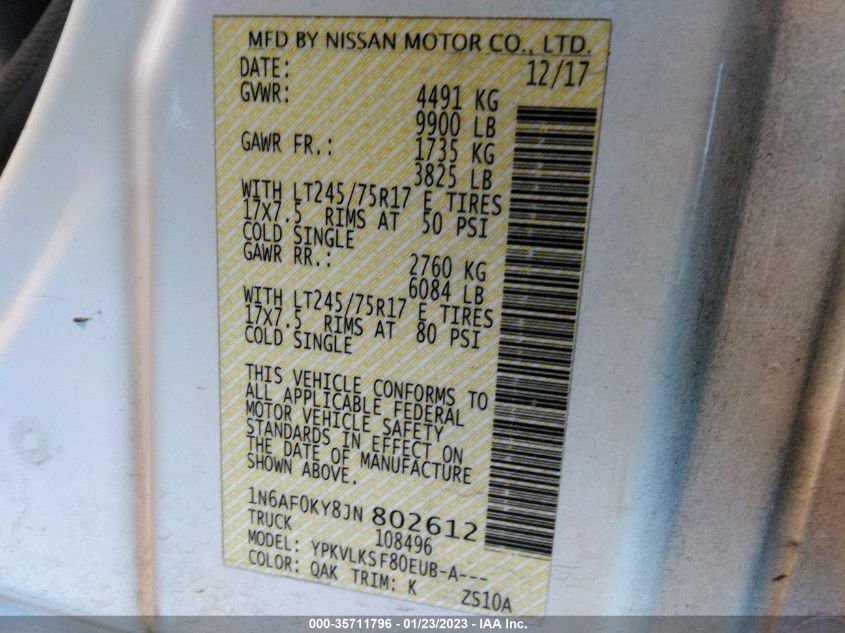 MFD BY NISSAN MOTOR CO., LTD.
DATE: 12/17
GVWR: 4491 KG
9900 LB
GAWR FR.: 1735 KG
3825 LB
WITH LT245/75R17 E TIRES
17X7.5 RIMS AT 50 PSI
COLD SINGLE
GAWR RR.: 2760 KG
6084 LB
WITH LT245/75R17 E TIRES
17X7.5 RIMS AT 80 PSI
COLD SINGLE
THIS VEHICLE CONFORMS TO
ALL APPLICABLE FEDERAL
MOTOR VEHICLE SAFETY
STANDARDS IN EFFECT ON
THE DATE OF MANUFACTURE
SHOWN ABOVE.
1N6AF0KY8JN 802612
TRUCK 108496
MODEL: YPKVLKSF80EUB-A---
COLOR: QAK TRIM: K ZS10A
000-35711796 - 01/23/2023 - IAA Inc.